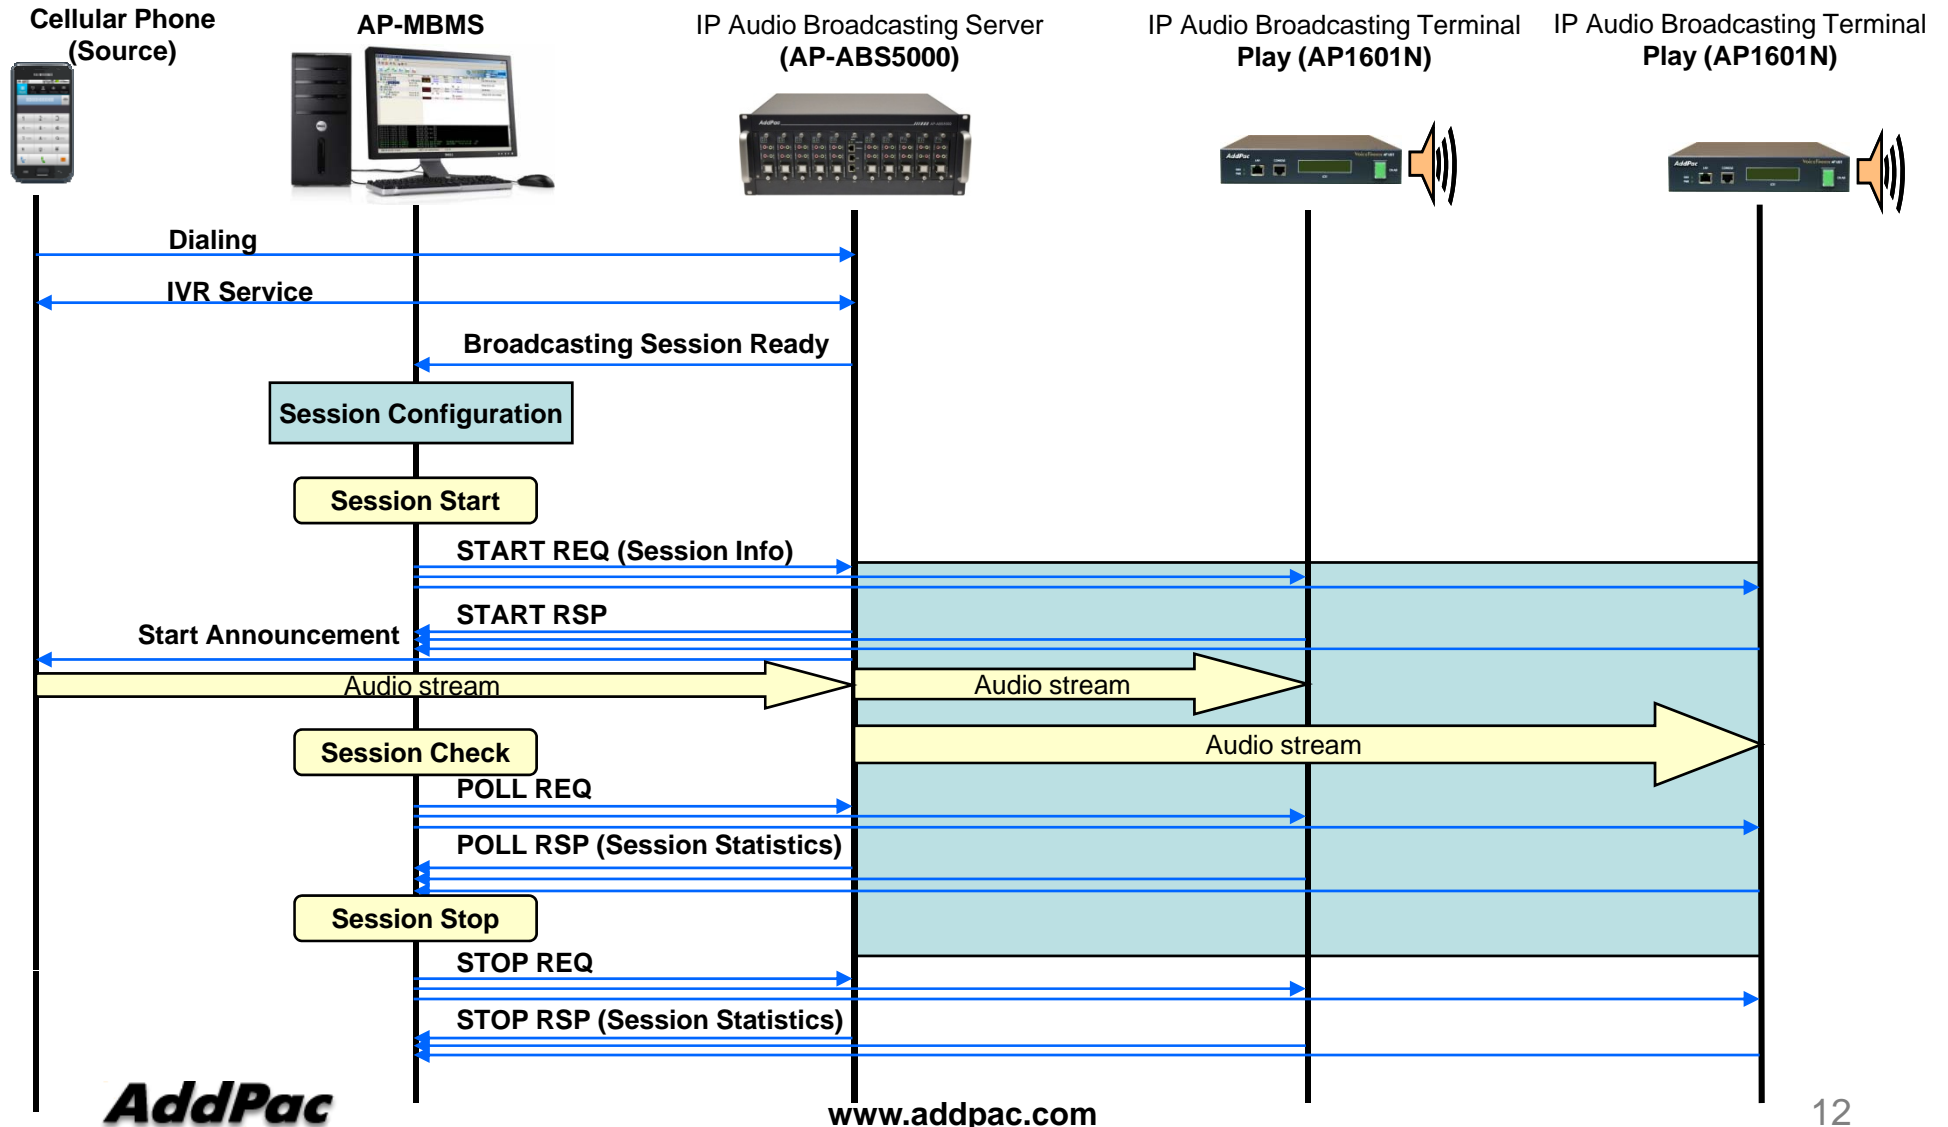 Cellular Phone
(Source)
AP-MBMS
IP Audio Broadcasting Server
(AP-ABS5000)
IP Audio Broadcasting Terminal
Play (AP1601N)
IP Audio Broadcasting Terminal
Play (AP1601N)
AddPac
AddPac
AddPac
Dialing
IVR Service
Broadcasting Session Ready
Session Configuration
Session Start
START REQ (Session Info)
START RSP
Start Announcement
Audio stream
Audio stream
Audio stream
Session Check
POLL REQ
POLL RSP (Session Statistics)
Session Stop
STOP REQ
STOP RSP (Session Statistics)
AddPac
www.addpac.com
12